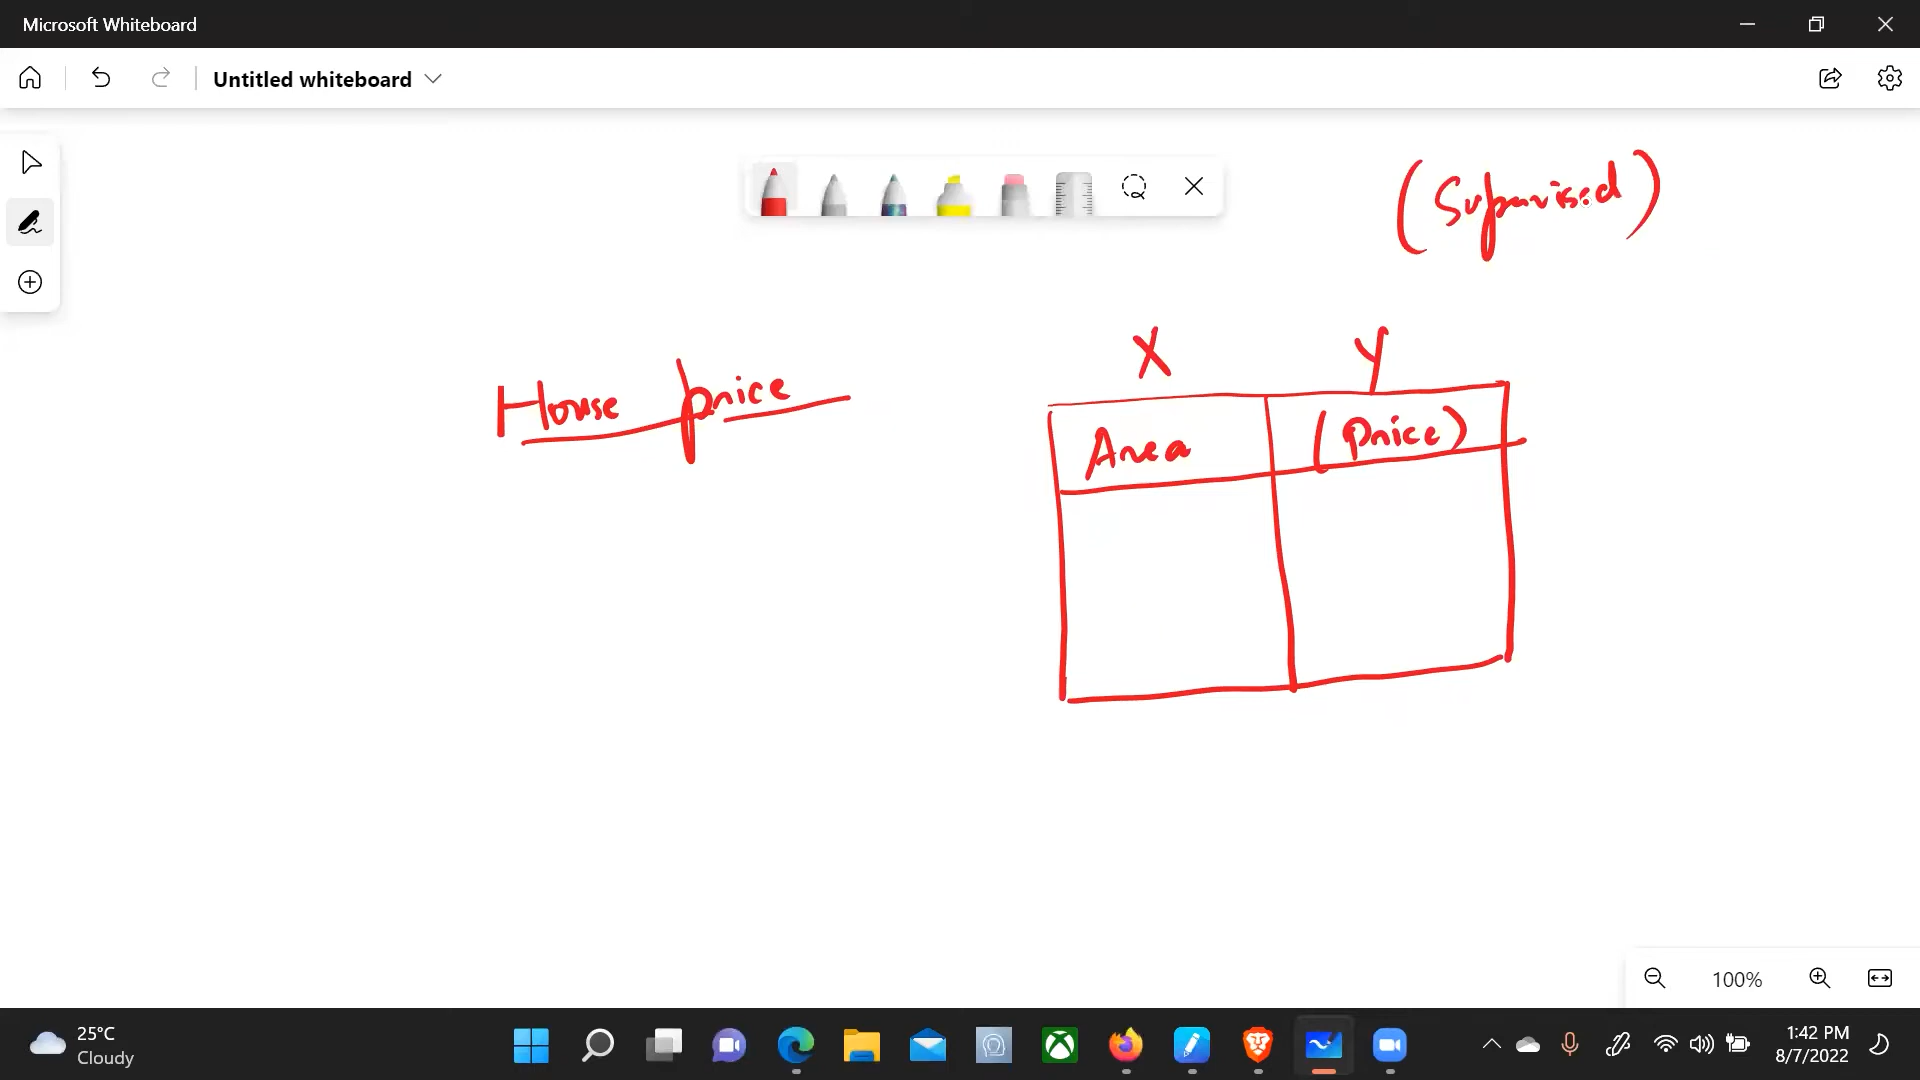 Microsoft Whiteboard
Untitled whiteboard
(Supervised)
X Y
House price
Area (Price)
100%
25°C
Cloudy
1:42 PM
8/7/2022